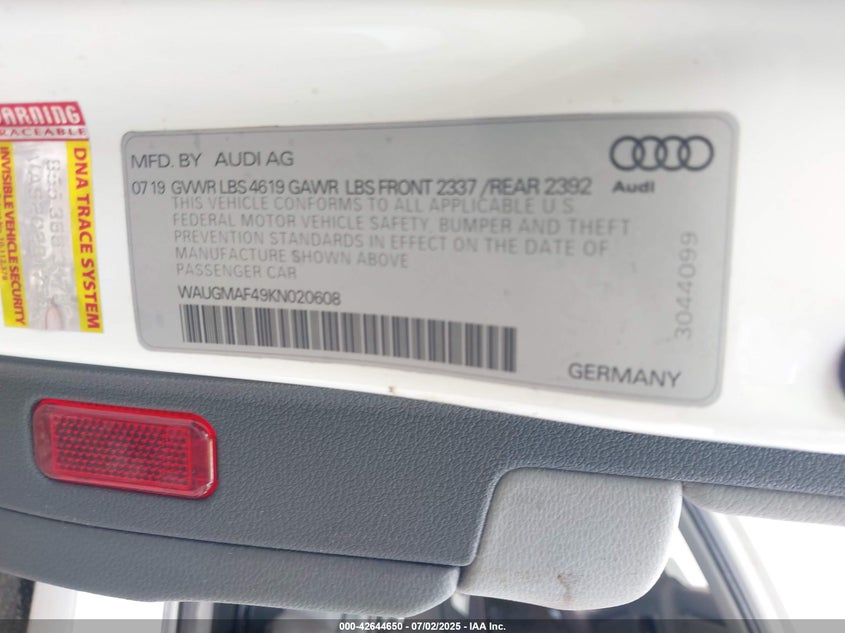 WARNING
TRACEABLE
INVISIBLE VEHICLE SECURITY
DNA TRACE SYSTEM
MFD. BY AUDI AG
07 19 GVWR LBS 4619 GAWR LBS FRONT 2337 /REAR 2392
THIS VEHICLE CONFORMS TO ALL APPLICABLE U S
FEDERAL MOTOR VEHICLE SAFETY, BUMPER AND THEFT
PREVENTION STANDARDS IN EFFECT ON THE DATE OF
MANUFACTURE SHOWN ABOVE
PASSENGER CAR
WAUGMAF49KN020608
Audi
3044099
GERMANY
000-42644650 - 07/02/2025 - IAA Inc.